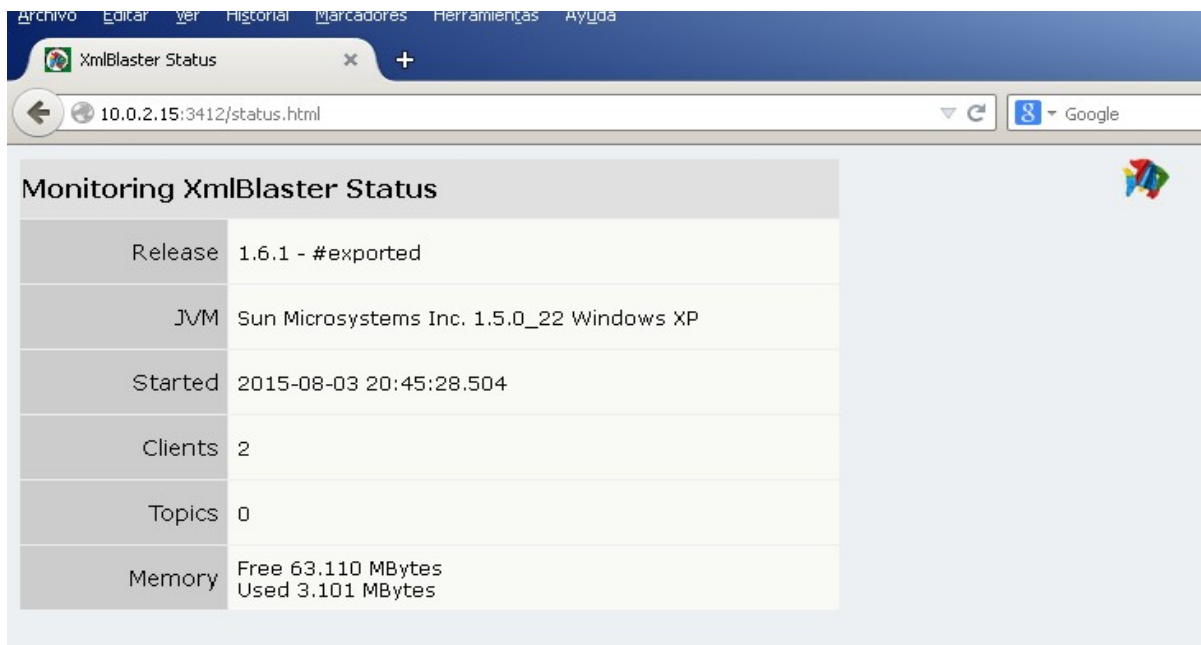 Archivo Editar Ver Historial Marcadores Herramientas Ayuda
XmlBlaster Status
10.0.2.15:3412/status.html
8 Google
Monitoring XmlBlaster Status
Release 1.6.1 - #exported
JVM Sun Microsystems Inc. 1.5.0_22 Windows XP
Started 2015-08-03 20:45:28.504
Clients 2
Topics 0
Memory Free 63.110 MBytes
Used 3.101 MBytes